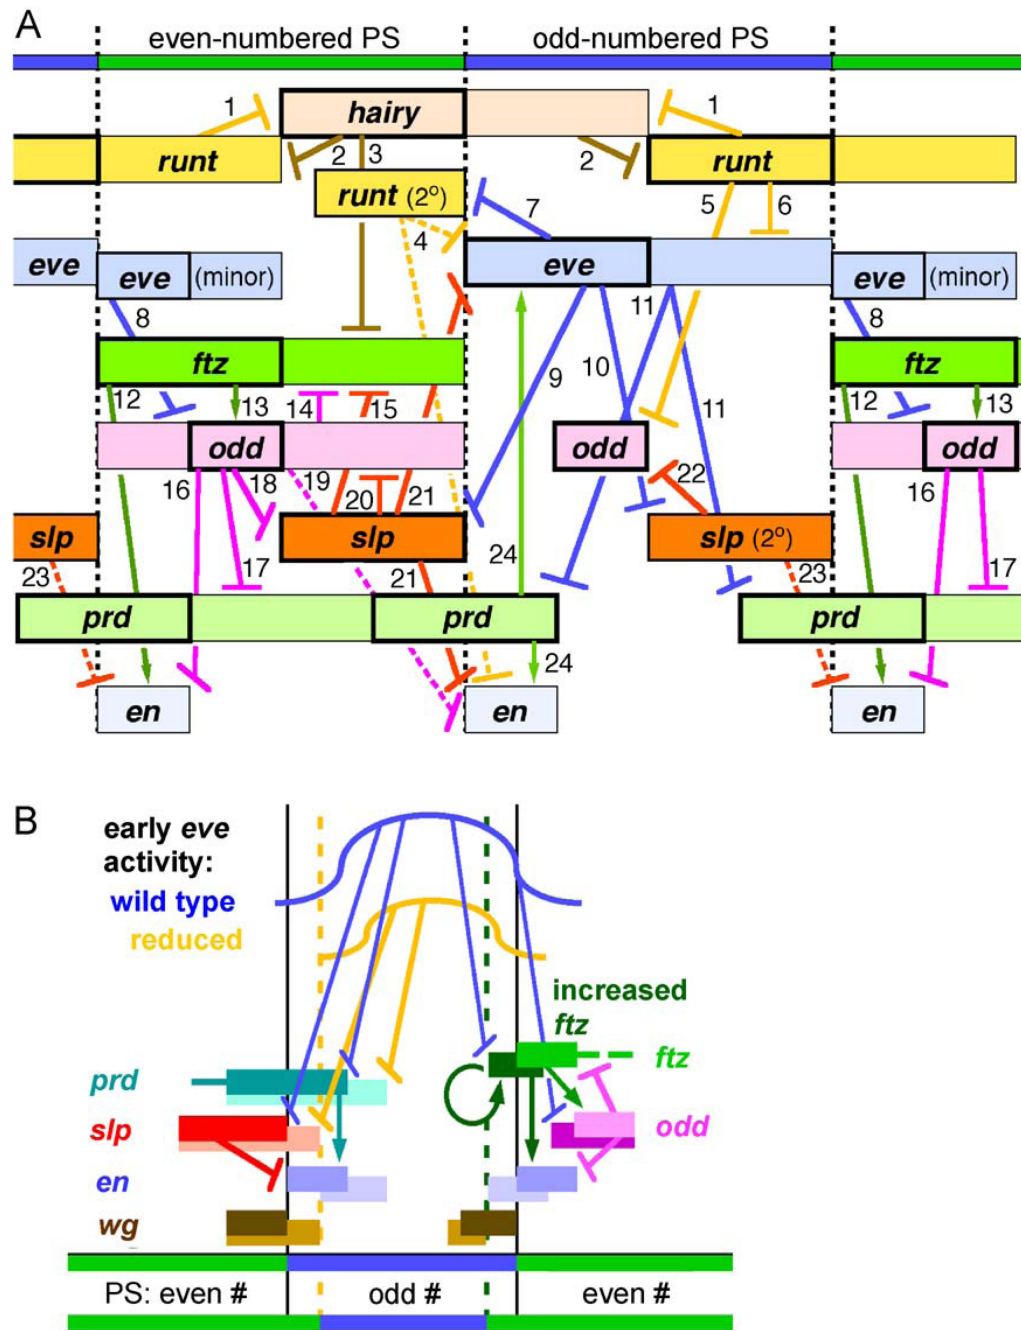 A
even-numbered PS odd-numbered PS
1 hairy 1
runt 2 3 2 runt
runt (2°) 7 5 6
4
eve eve (minor) eve eve (minor)
8 11 8
ftz 9 10 ftz
12 13 14 15 11 12 13
odd odd odd
16 18 19 20 21 22 16
slp slp slp (2°)
23 17 21 24 23 17
prd prd prd
24
en en en
B
early eve
activity:
wild type
reduced
increased
ftz
ftz
prd
slp odd
en
wg
PS: even # odd # even #